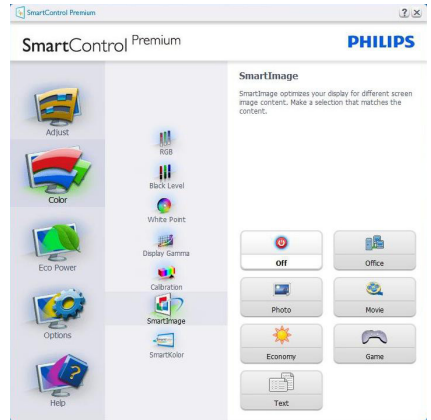 SmartControl Premium
SmartControl Premium
PHILIPS
Adjust
Color
Eco Power
Options
Help
RGB
Black Level
White Point
Display Gamma
Calibration
SmartImage
SmartKolor
SmartImage
SmartImage optimizes your display for different screen
image content. Make a selection that matches the
content.
Off
Office
Photo
Movie
Economy
Game
Text